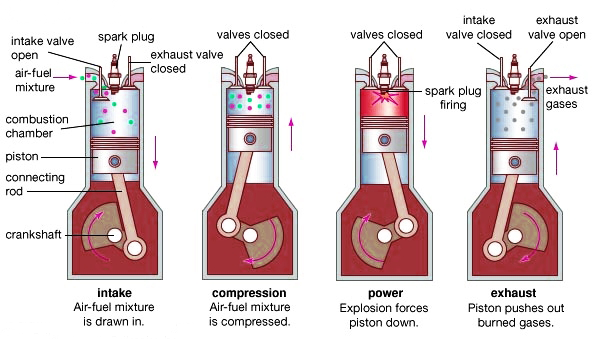 intake valve
open
spark plug
exhaust valve
closed
air-fuel
mixture
combustion
chamber
piston
connecting
rod
crankshaft
valves closed
valves closed
spark plug
firing
intake
valve closed
exhaust
valve open
exhaust
gases
intake
Air-fuel mixture
is drawn in.
compression
Air-fuel mixture
is compressed.
power
Explosion forces
piston down.
exhaust
Piston pushes out
burned gases.